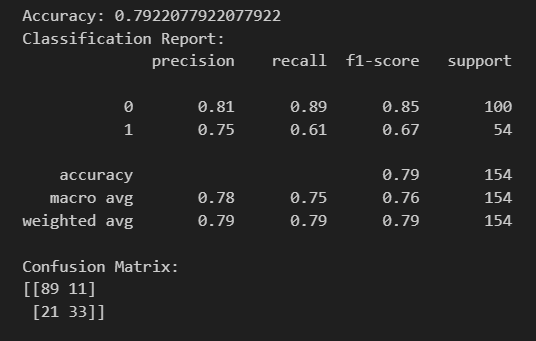 Accuracy: 0.7922077922077922
Classification Report:
              precision    recall  f1-score   support

           0       0.81      0.89      0.85       100
           1       0.75      0.61      0.67        54

    accuracy                           0.79       154
   macro avg       0.78      0.75      0.76       154
weighted avg       0.79      0.79      0.79       154

Confusion Matrix:
[[89 11]
 [21 33]]